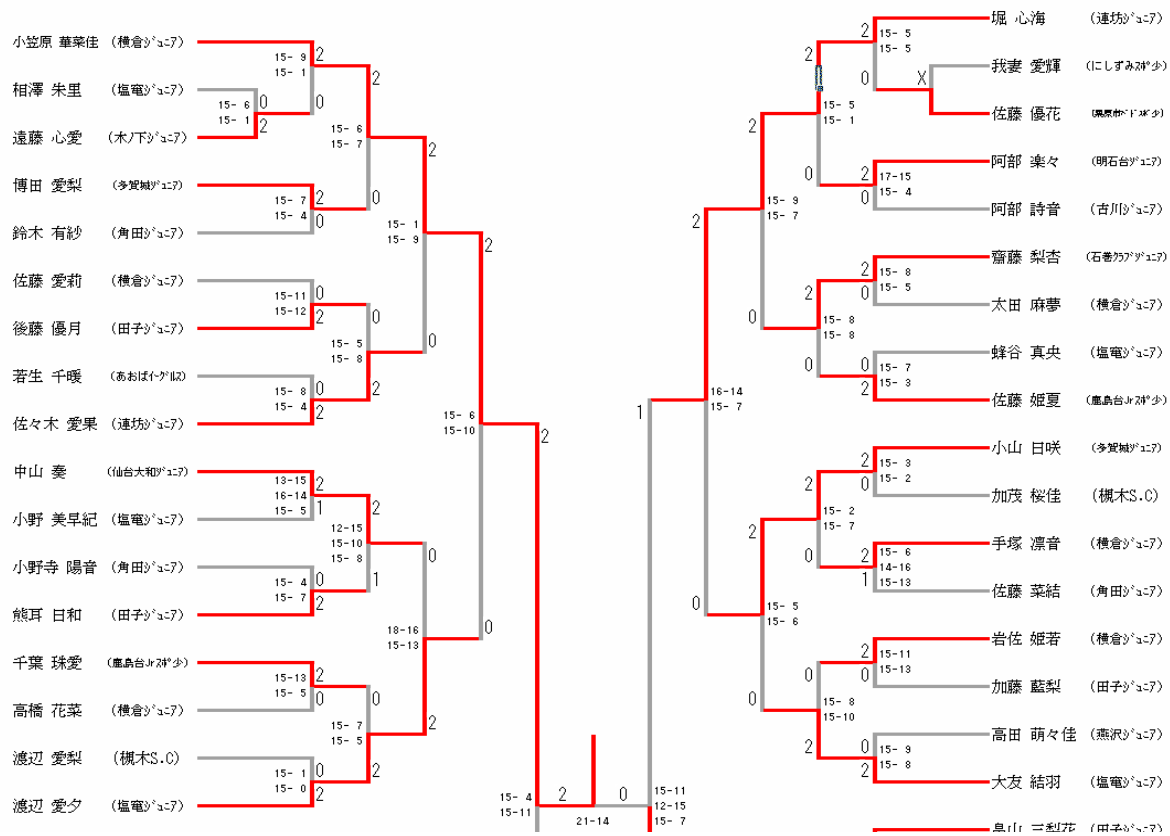 小笠原 華菜佳 (横倉ｼﾞｭﾆｱ)
相澤 朱里 (塩竈ｼﾞｭﾆｱ)
遠藤 心愛 (木ノ下ｼﾞｭﾆｱ)
博田 愛梨 (多賀城ｼﾞｭﾆｱ)
鈴木 有紗 (角田ｼﾞｭﾆｱ)
佐藤 愛莉 (横倉ｼﾞｭﾆｱ)
後藤 優月 (田子ｼﾞｭﾆｱ)
若生 千暖 (あおばｲｰｸﾞﾙｽ)
佐々木 愛果 (連坊ｼﾞｭﾆｱ)
中山 奏 (仙台大和ｼﾞｭﾆｱ)
小野 美早紀 (塩竈ｼﾞｭﾆｱ)
小野寺 陽音 (角田ｼﾞｭﾆｱ)
熊耳 日和 (田子ｼﾞｭﾆｱ)
千葉 珠愛 (鹿島台Jrｽﾎﾟ少)
高橋 花菜 (横倉ｼﾞｭﾆｱ)
渡辺 愛梨 (槻木S.C)
渡辺 愛夕 (塩竈ｼﾞｭﾆｱ)
15- 9 2
15- 1 0
15- 6 0
15- 1 2
15- 7 2
15- 4 0
15-11 0
15-12 2
15- 8 0
15- 4 2
13-15 2
16-14
15- 5 1
15- 4 0
15- 7 2
15-13 2
15- 5 0
15- 1 0
15- 0 2
15- 6 2
15- 7 0
15- 5 0
15- 8 2
12-15 2
15-10
15- 8 1
15- 7 0
15- 5 2
15- 1 2
15- 9 0
18-16 0
15-13 2
15- 6 2
15-10 0
15- 4 2
15-11
2 0
21-14
15-11 1
12-15
15- 7
2 16-14
0 15- 7
2 15- 9
0 15- 7
2 15- 5
0 15- 6
2 15- 5
0 15- 1
2 15- 8
0 15- 8
2 15- 2
0 15- 7
0 15- 8
2 15-10
2 15- 5
0 15- 5
X
2 17-15
0 15- 4
2 15- 8
0 15- 5
0 15- 7
2 15- 3
2 15- 3
0 15- 2
2 15- 6
14-16
1 15-13
2 15-11
0 15-13
0 15- 9
2 15- 8
堀 心海 (連坊ｼﾞｭﾆｱ)
我妻 愛輝 (にしずみｽﾎﾟ少)
佐藤 優花
阿部 楽々 (明石台ｼﾞｭﾆｱ)
阿部 詩音 (古川ｼﾞｭﾆｱ)
齋藤 梨杏 (石巻ｸﾗﾌﾞｼﾞｭﾆｱ)
太田 麻夢 (横倉ｼﾞｭﾆｱ)
蜂谷 真央 (塩竈ｼﾞｭﾆｱ)
佐藤 姫夏 (鹿島台Jrｽﾎﾟ少)
小山 日咲 (多賀城ｼﾞｭﾆｱ)
加茂 桜佳 (槻木S.C)
手塚 凛音 (横倉ｼﾞｭﾆｱ)
佐藤 菜結 (角田ｼﾞｭﾆｱ)
岩佐 姫若 (横倉ｼﾞｭﾆｱ)
加藤 藍梨 (田子ｼﾞｭﾆｱ)
高田 萌々佳 (燕沢ｼﾞｭﾆｱ)
大友 結羽 (塩竈ｼﾞｭﾆｱ)
畠山 三梨花 (田子ｼﾞｭﾆｱ)